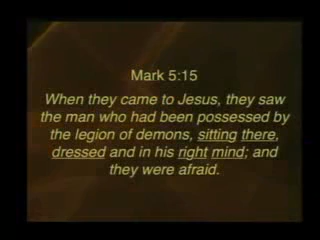 Mark 5:15
When they came to Jesus, they saw
the man who had been possessed by
the legion of demons, sitting there,
dressed and in his right mind; and
they were afraid.